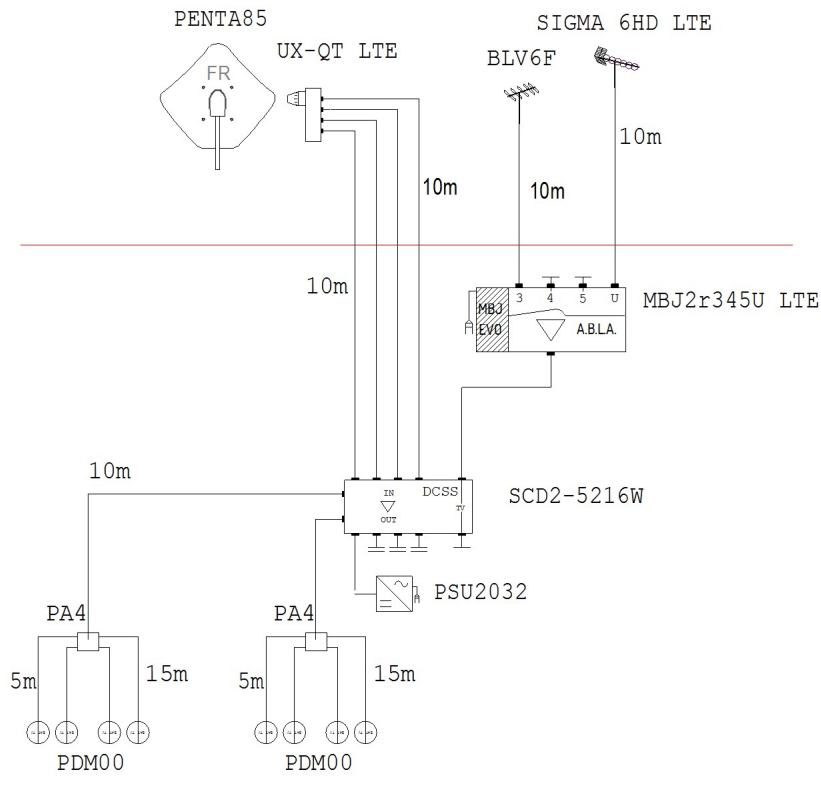 PENTA85
SIGMA 6HD LTE
UX-QT LTE
BLV6F
FR
10m
10m
10m
10m
3
4
5
U
MBJ2r345U LTE
MBJ
EVO
A.B.L.A.
10m
IN
DCSS
SCD2-5216W
TV
OUT
PSU2032
PA4
PA4
5m
15m
5m
15m
PDM00
PDM00